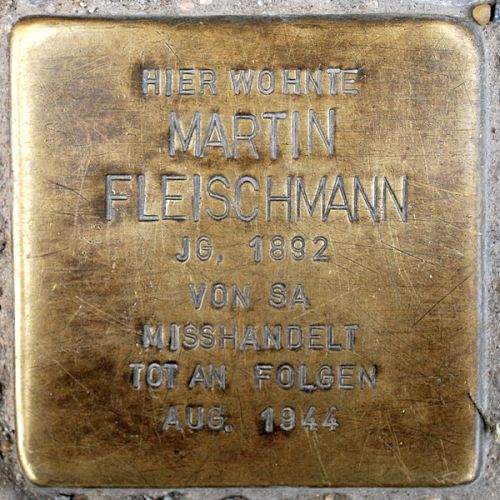 HIER WOHNTE
MARTIN
FLEISCHMANN
JG. 1892
VON SA
MISSHANDELT
TOT AN FOLGEN
AUG. 1944